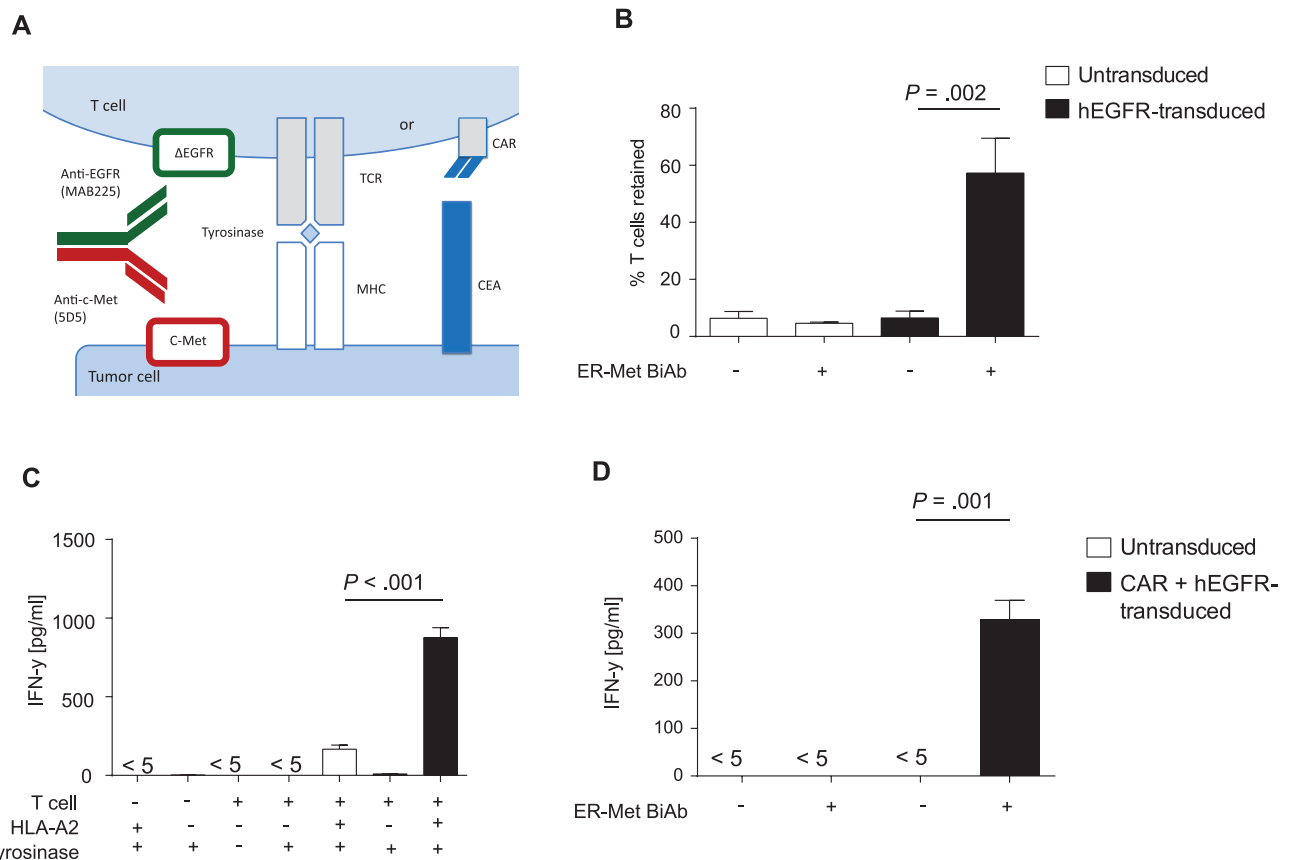 A
T cell
or
ΔEGFR
CAR
Anti-EGFR
(MAB225)
TCR
Tyrosinase
MHC
CEA
Anti-c-Met
(5D5)
C-Met
Tumor cell
B
Untransduced
hEGFR-transduced
P = .002
80
60
40
20
0
% T cells retained
ER-Met BiAb - + - +
C
1500
1000
500
0
IFN-y [pg/ml]
P < .001
< 5 < 5 < 5
T cell - - + + + + +
HLA-A2 + - - - + - +
yrosinase + + - + + + +
D
Untransduced
CAR + hEGFR-
transduced
P = .001
500
400
300
200
100
0
IFN-y [pg/ml]
< 5 < 5 < 5
ER-Met BiAb - + - +